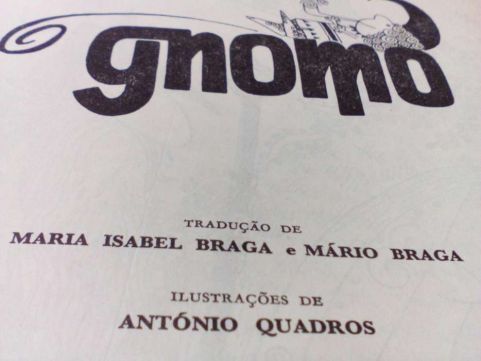 gnomo
TRADUÇÃO DE
MARIA ISABEL BRAGA e MÁRIO BRAGA
ILUSTRAÇÕES DE
ANTÓNIO QUADROS